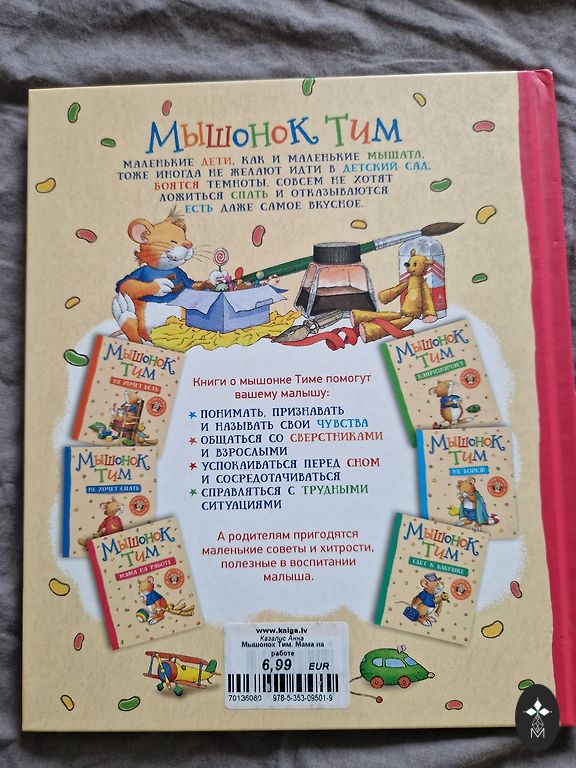 Мышонок Тим
Маленькие дети, как и маленькие мышата,
тоже иногда не желают идти в детский сад,
боятся темноты, совсем не хотят
ложиться спать и отказываются
есть даже самое вкусное.
Мышонок
Тим
не хочет есть
Мышонок
Тим
капризничает
Книги о мышонке Тиме помогут
вашему малышу:
понимать, признавать
и называть свои чувства
общаться со сверстниками
и взрослыми
успокаиваться перед сном
и сосредотачиваться
справляться с трудными
ситуациями
Мышонок
Тим
не хочет спать
Мышонок
Тим
не боится
Мышонок
Тим
мама на работе
Мышонок
Тим
едет к бабушке
А родителям пригодятся
маленькие советы и хитрости,
полезные в воспитании
малыша.
www.kniga.lv
Казалис Анна
Мышонок Тим. Мама на
работе
6,99 EUR
70136060 978-5-353-09501-9
M